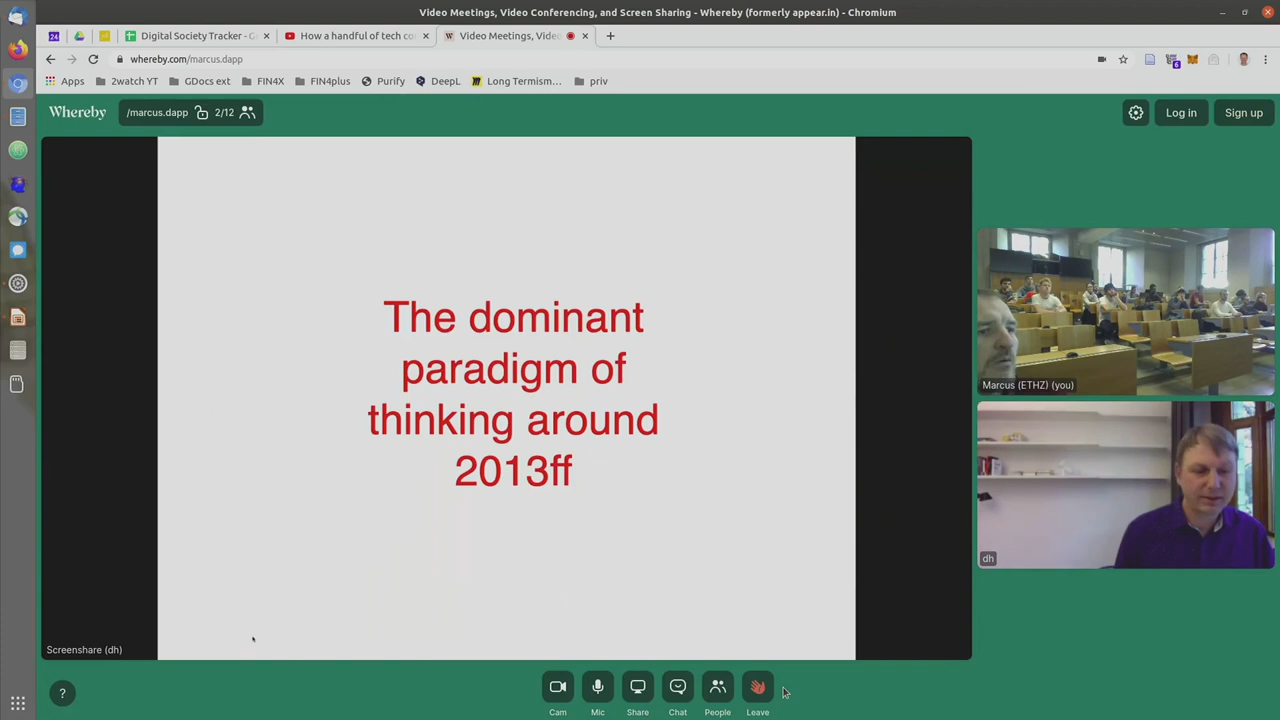 Video Meetings, Video Conferencing, and Screen Sharing - Whereby (formerly appear.in) - Chromium
24
Digital Society Tracker - G
How a handful of tech co
Video Meetings, Video
whereby.com/marcus.dapp
6
Apps
2watch YT
GDocs ext
FIN4X
FIN4plus
Purify
DeepL
Long Termism...
priv
Whereby
/marcus.dapp
2/12
Log in
Sign up
The dominant
paradigm of
thinking around
2013ff
Marcus (ETHZ) (you)
dh
Screenshare (dh)
?
Cam
Mic
Share
Chat
People
Leave